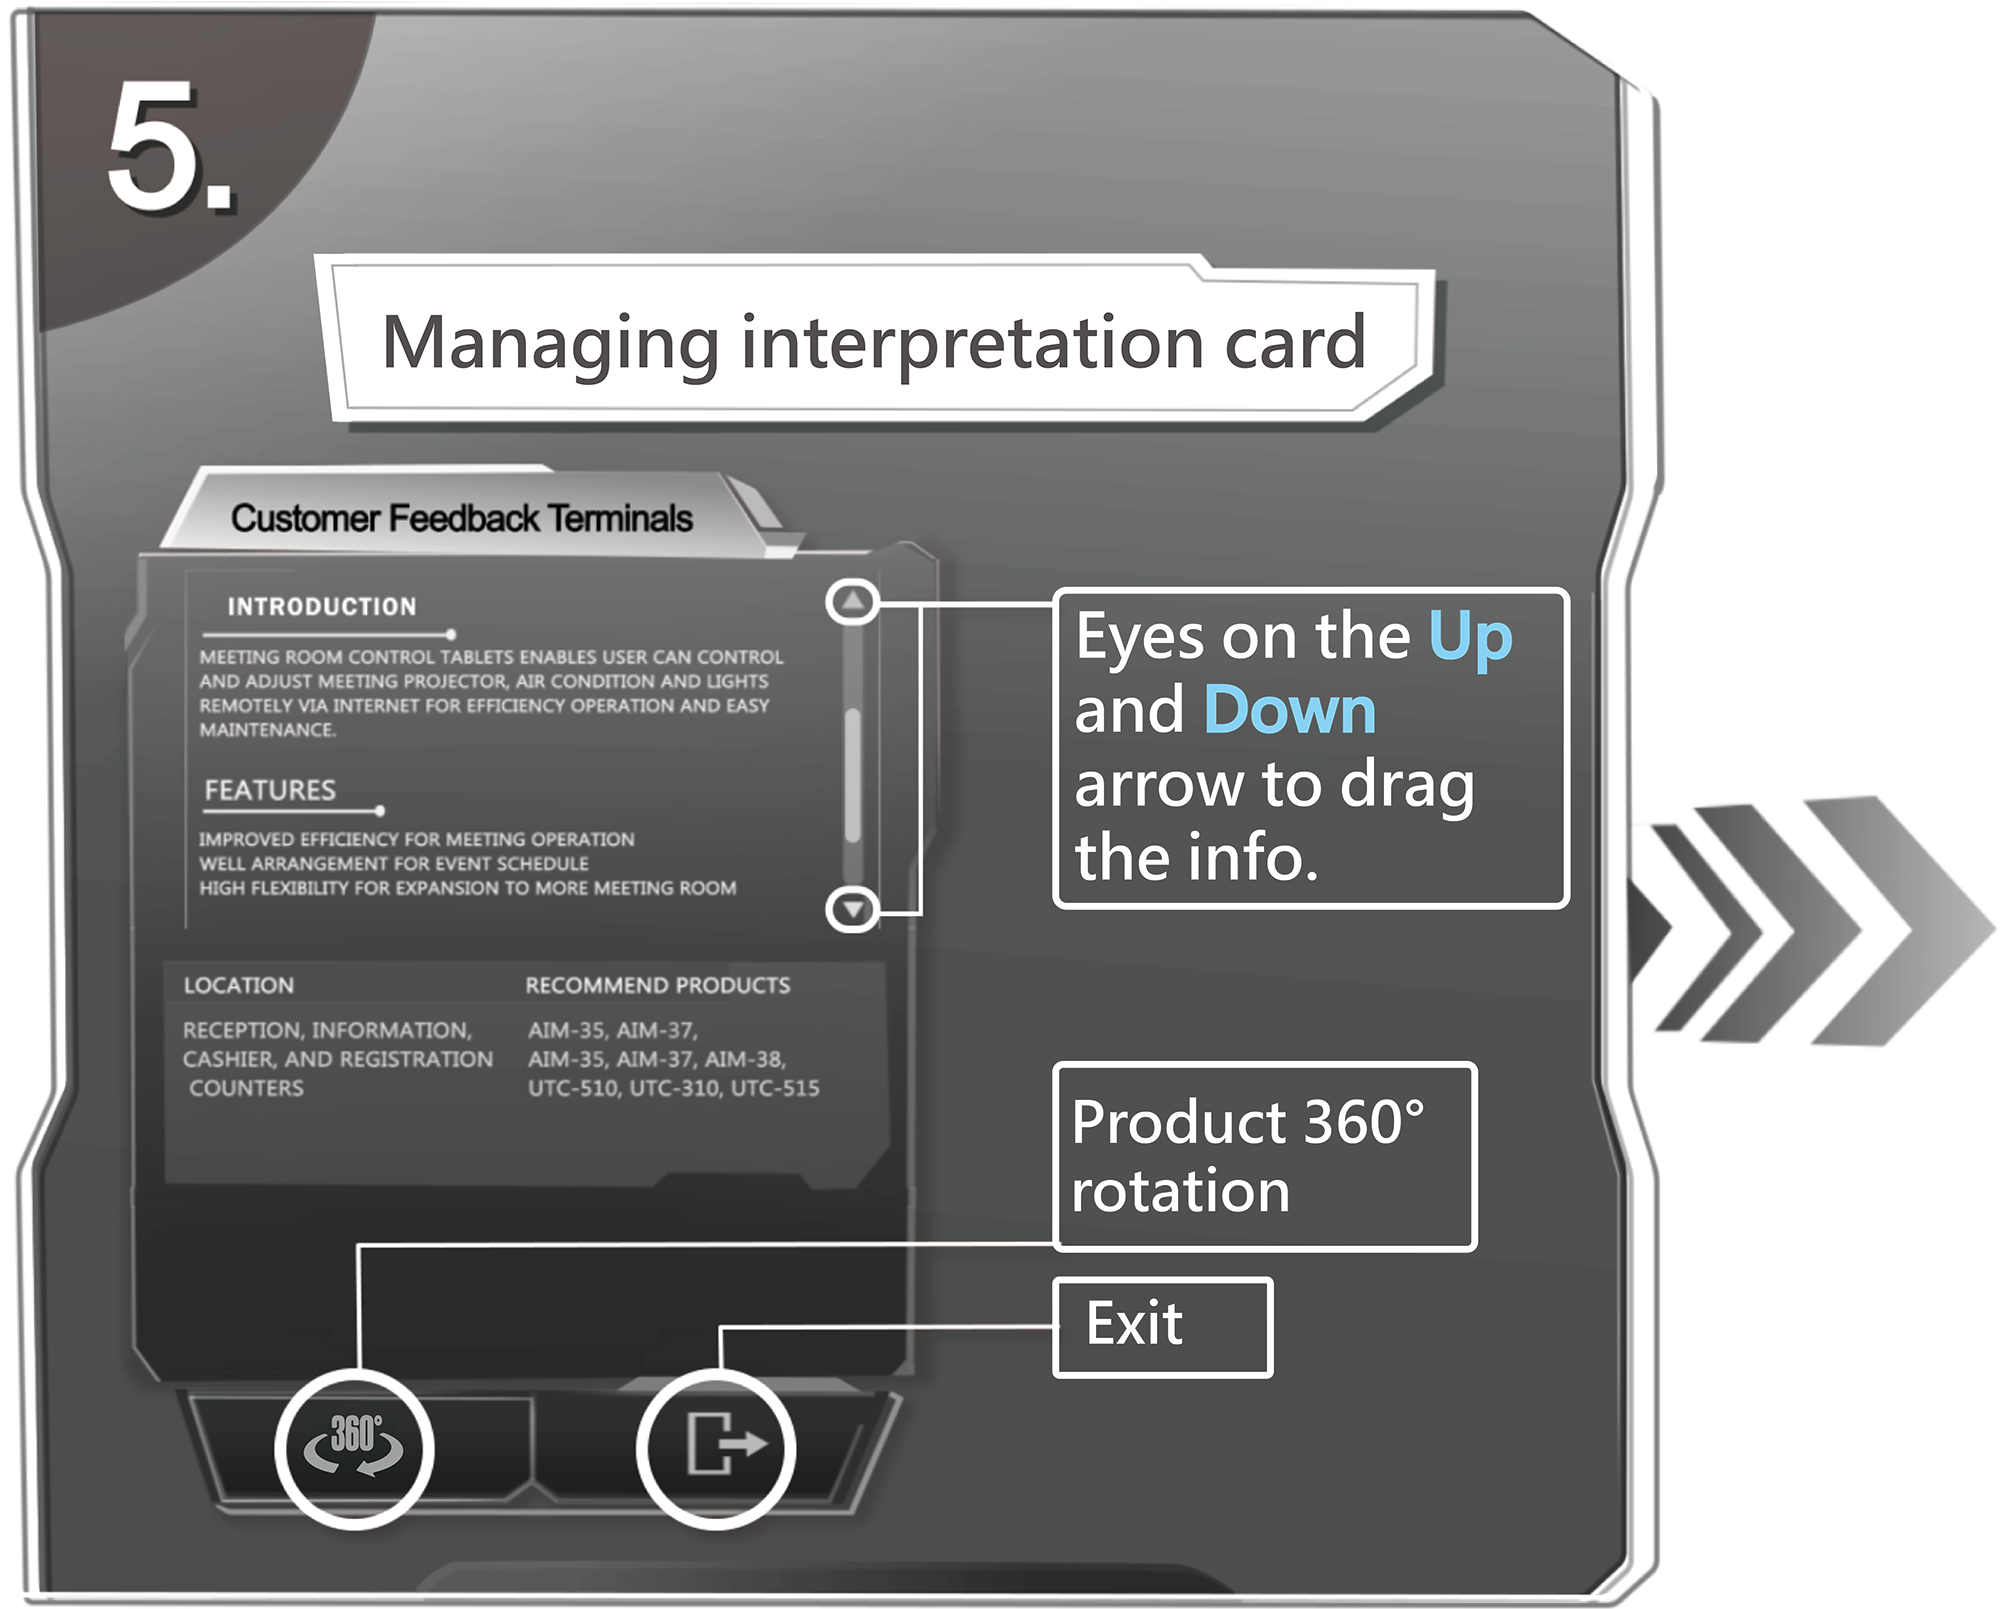 5.
Managing interpretation card
Customer Feedback Terminals
INTRODUCTION
MEETING ROOM CONTROL TABLETS ENABLES USER CAN CONTROL
AND ADJUST MEETING PROJECTOR, AIR CONDITION AND LIGHTS
REMOTELY VIA INTERNET FOR EFFICIENCY OPERATION AND EASY
MAINTENANCE.
FEATURES
IMPROVED EFFICIENCY FOR MEETING OPERATION
WELL ARRANGEMENT FOR EVENT SCHEDULE
HIGH FLEXIBILITY FOR EXPANSION TO MORE MEETING ROOM
Eyes on the Up
and Down
arrow to drag
the info.
LOCATION
RECEPTION, INFORMATION,
CASHIER, AND REGISTRATION
COUNTERS
RECOMMEND PRODUCTS
AIM-35, AIM-37,
AIM-35, AIM-37, AIM-38,
UTC-510, UTC-310, UTC-515
Product 360°
rotation
Exit
360°